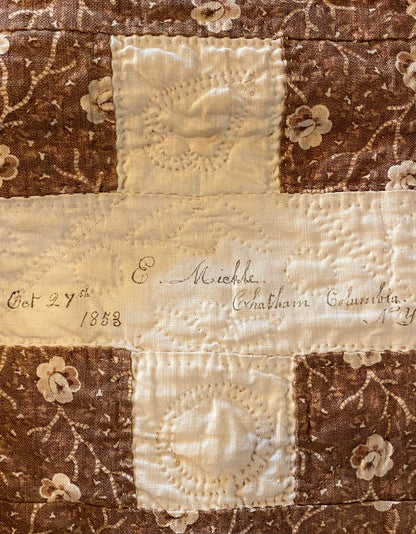 E. Mickle.
Oct 27th Chatham Columbia
1853 N.Y